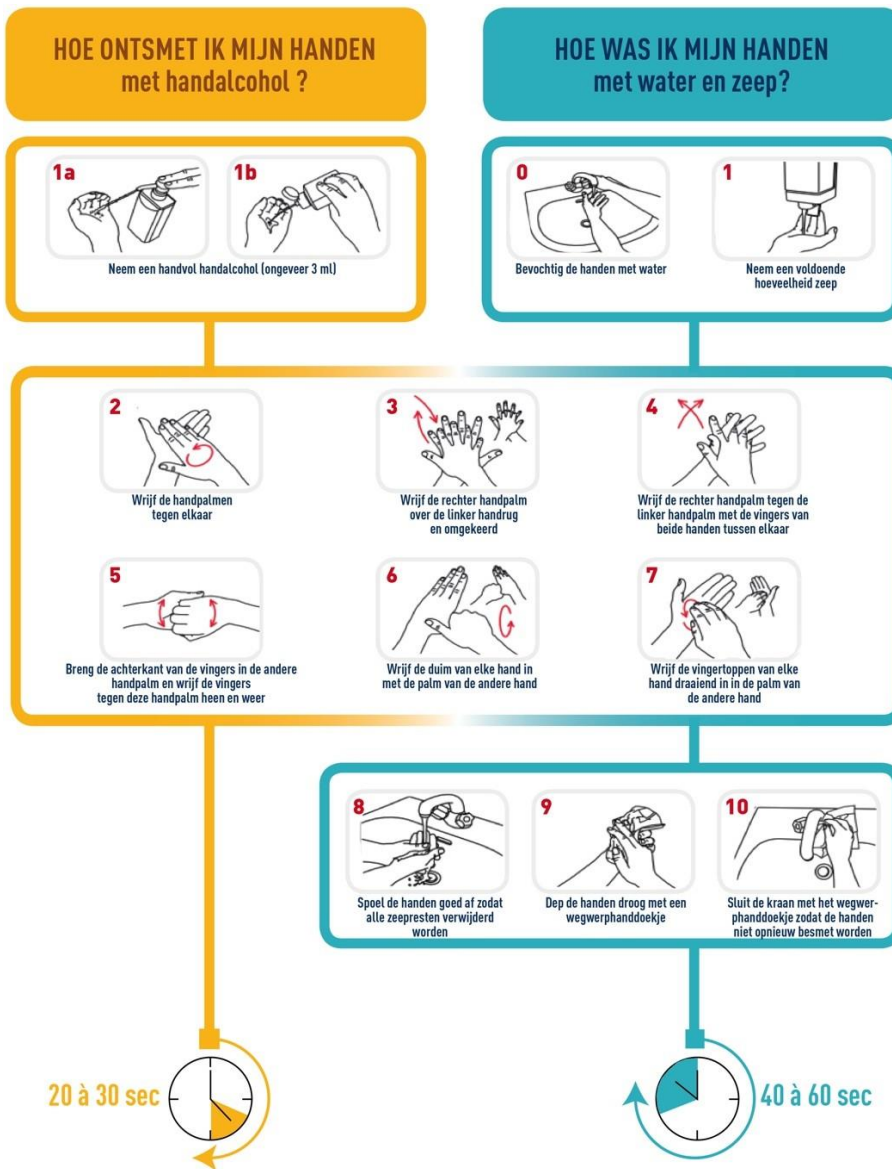 HOE ONTSMET IK MIJN HANDEN
met handalcohol ?
HOE WAS IK MIJN HANDEN
met water en zeep?
1a
1b
Neem een handvol handalcohol (ongeveer 3 ml)
0
Bevochtig de handen met water
1
Neem een voldoende
hoeveelheid zeep
2
Wrijf de handpalmen
tegen elkaar
3
Wrijf de rechter handpalm
over de linker handrug
en omgekeerd
4
Wrijf de rechter handpalm tegen de
linker handpalm met de vingers van
beide handen tussen elkaar
5
Breng de achterkant van de vingers in de andere
handpalm en wrijf de vingers
tegen deze handpalm heen en weer
6
Wrijf de duim van elke hand in
met de palm van de andere hand
7
Wrijf de vingertoppen van elke
hand draaiend in in de palm van
de andere hand
8
Spoel de handen goed af zodat
alle zeepresten verwijderd
worden
9
Dep de handen droog met een
wegwerphanddoekje
10
Sluit de kraan met het wegwer-
phanddoekje zodat de handen
niet opnieuw besmet worden
20 à 30 sec
40 à 60 sec